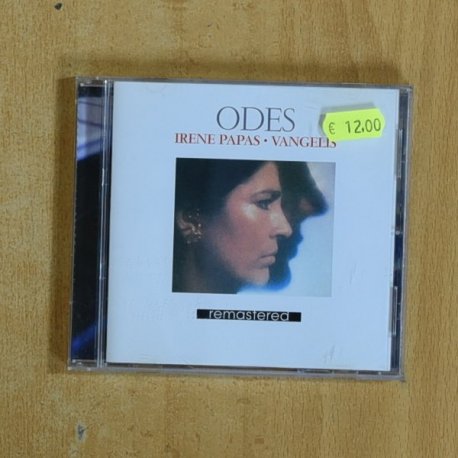 ODES
€ 12,00
IRENE PAPAS • VANGELIS
remastered